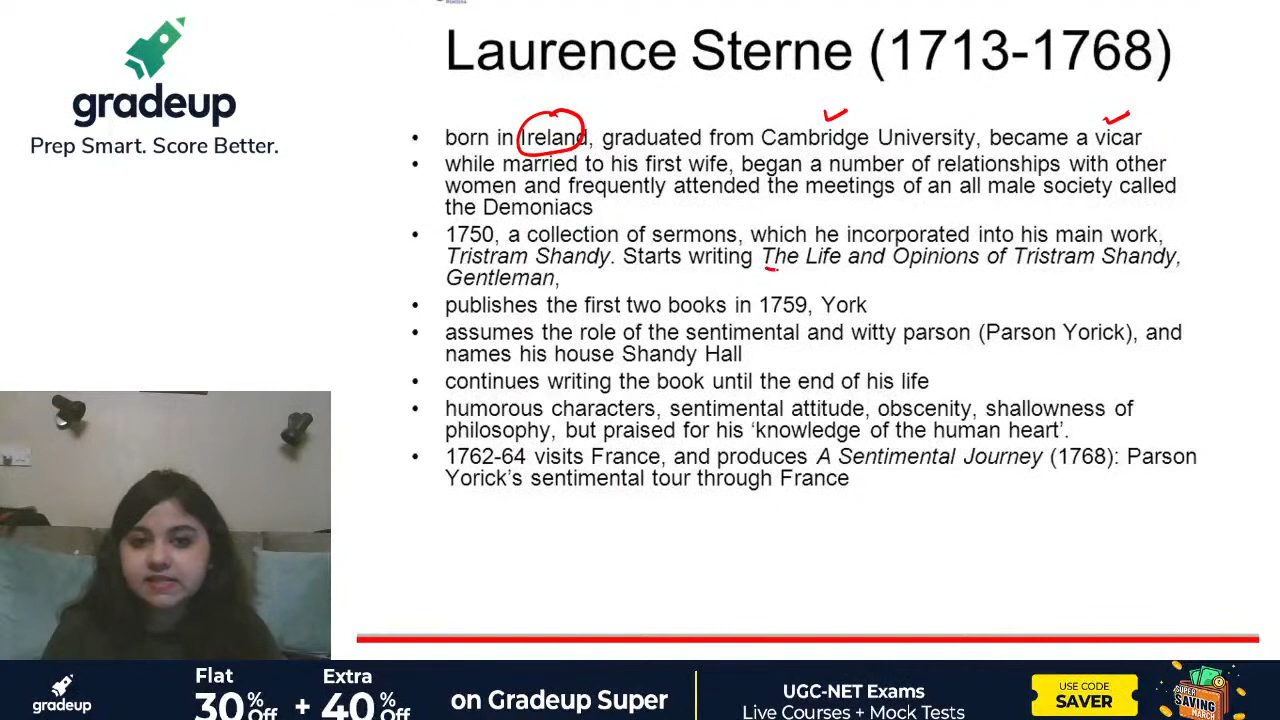 gradeup
Prep Smart. Score Better.
Laurence Sterne (1713-1768)
• born in Ireland, graduated from Cambridge University, became a vicar
• while married to his first wife, began a number of relationships with other
women and frequently attended the meetings of an all male society called
the Demoniacs
• 1750, a collection of sermons, which he incorporated into his main work,
Tristram Shandy. Starts writing The Life and Opinions of Tristram Shandy,
Gentleman,
• publishes the first two books in 1759, York
• assumes the role of the sentimental and witty parson (Parson Yorick), and
names his house Shandy Hall
• continues writing the book until the end of his life
• humorous characters, sentimental attitude, obscenity, shallowness of
philosophy, but praised for his ‘knowledge of the human heart’.
• 1762-64 visits France, and produces A Sentimental Journey (1768): Parson
Yorick’s sentimental tour through France
gradeup
Flat 30% Off + Extra 40% Off
on Gradeup Super
UGC-NET Exams
Live Courses + Mock Tests
USE CODE
SAVER
SUPER
SAVING
MARCH